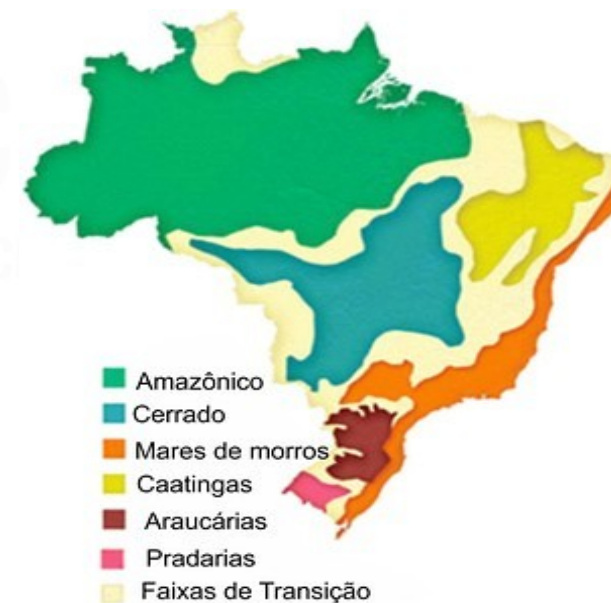 Amazônico
Cerrado
Mares de morros
Caatingas
Araucárias
Pradarias
Faixas de Transição